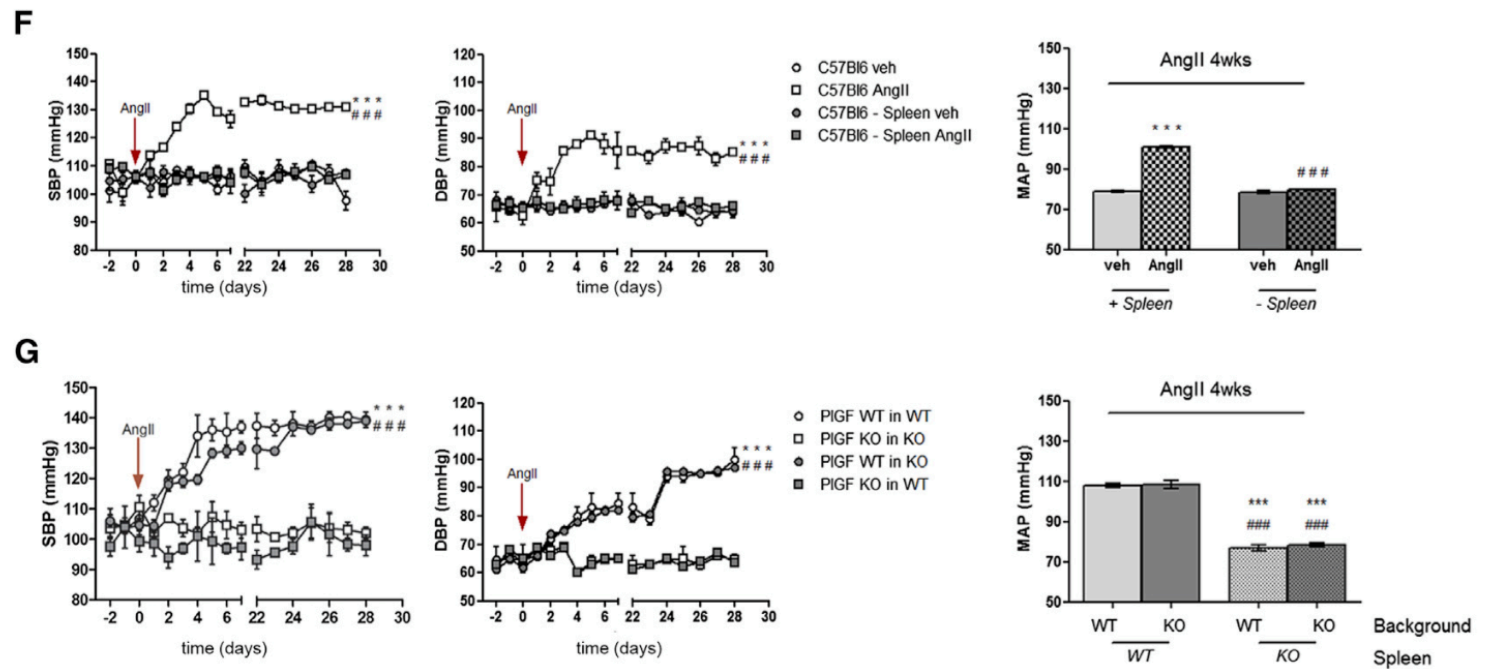 F
SBP (mmHg)
150
140
130
120
110
100
90
80
AngII
* * *
# # #
-2 0 2 4 6 22 24 26 28 30
time (days)
DBP (mmHg)
120
110
100
90
80
70
60
50
AngII
* * *
# # #
-2 0 2 4 6 22 24 26 28 30
time (days)
C57Bl6 veh
C57Bl6 AngII
C57Bl6 - Spleen veh
C57Bl6 - Spleen AngII
MAP (mmHg)
150
130
110
90
70
50
AngII 4wks
* * *
# # #
veh AngII veh AngII
+ Spleen - Spleen
G
SBP (mmHg)
150
140
130
120
110
100
90
80
AngII
* * *
# # #
-2 0 2 4 6 22 24 26 28 30
time (days)
DBP (mmHg)
120
110
100
90
80
70
60
50
AngII
* * *
# # #
-2 0 2 4 6 22 24 26 28 30
time (days)
PlGF WT in WT
PlGF KO in KO
PlGF WT in KO
PlGF KO in WT
MAP (mmHg)
150
130
110
90
70
50
AngII 4wks
*** ***
### ###
WT KO WT KO Background
WT KO Spleen